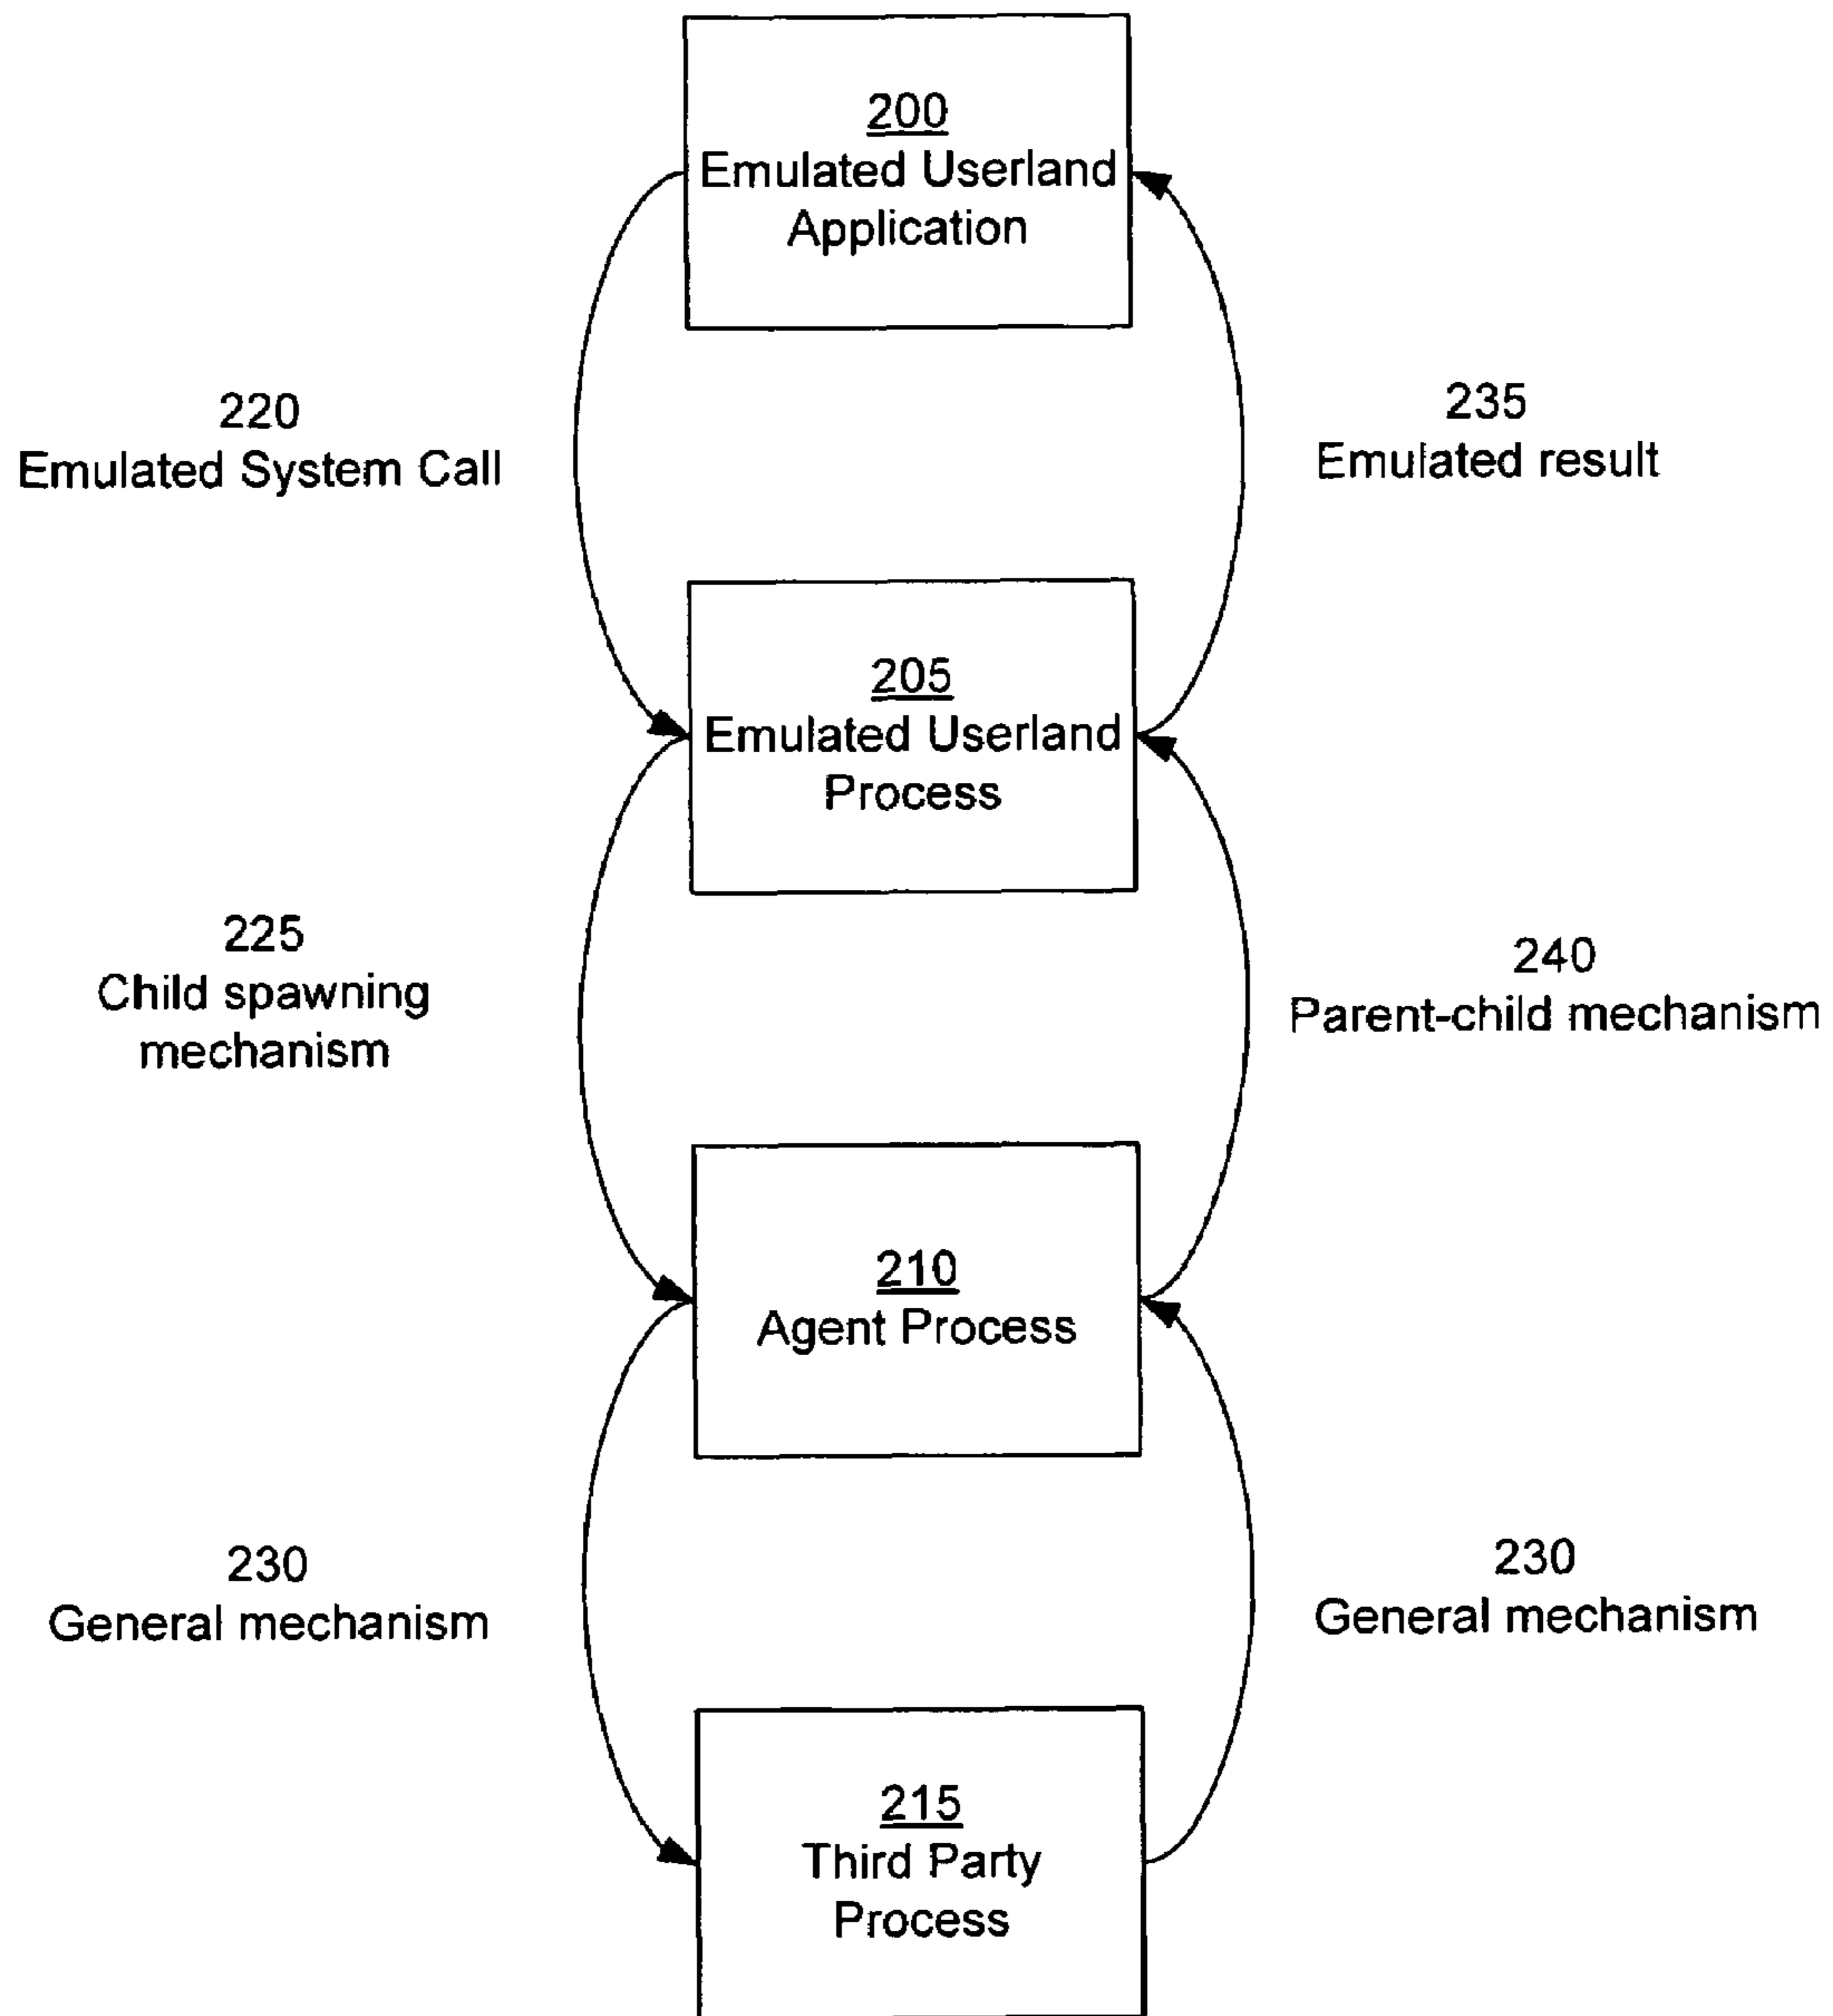 200
Emulated Userland
Application
220
Emulated System Call
235
Emulated result
205
Emulated Userland
Process
225
Child spawning
mechanism
240
Parent-child mechanism
210
Agent Process
230
General mechanism
230
General mechanism
215
Third Party
Process